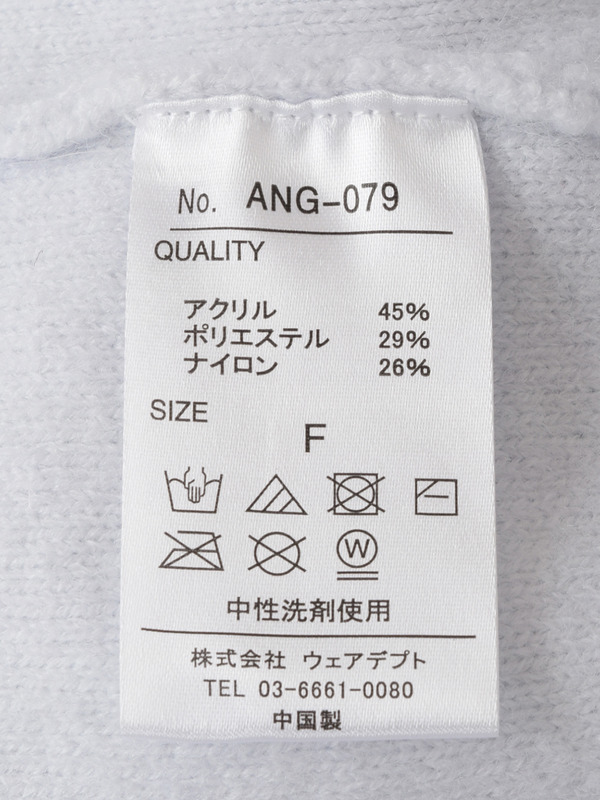 No. ANG-079
QUALITY
アクリル 45%
ポリエステル 29%
ナイロン 26%
SIZE
F
W
中性洗剤使用
株式会社 ウェアデプト
TEL 03-6661-0080
中国製